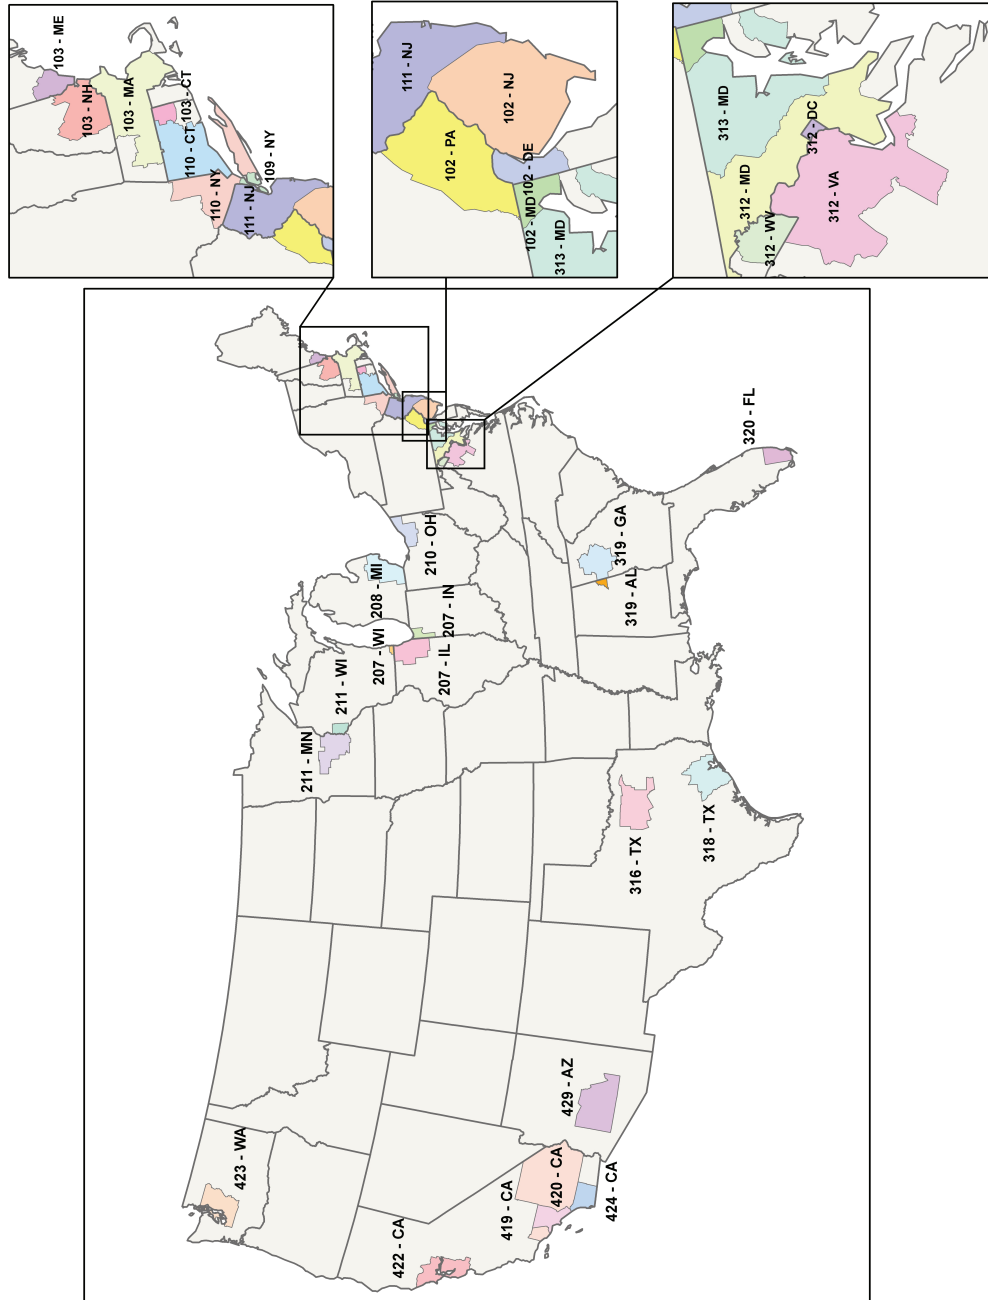 103 - ME
103 - NH
103 - MA
103 - CT
110 - CT
109 - NY
110 - NY
111 - NJ
111 - NJ
102 - NJ
102 - PA
102 - DE
102 - MD
313 - MD
313 - MD
312 - DC
312 - MD
312 - VA
312 - WV
320 - FL
319 - GA
319 - AL
210 - OH
208 - MI
207 - IN
207 - WI
207 - IL
211 - WI
211 - MN
316 - TX
318 - TX
429 - AZ
423 - WA
420 - CA
424 - CA
419 - CA
422 - CA